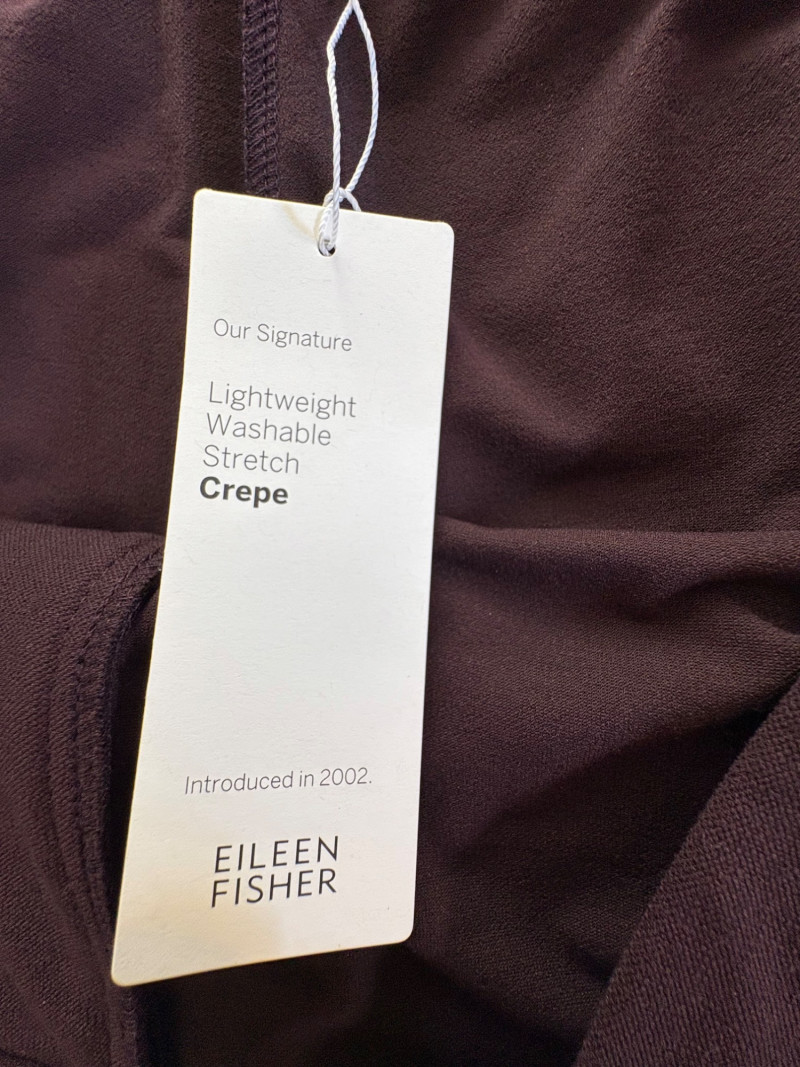 Our Signature
Lightweight
Washable
Stretch
Crepe
Introduced in 2002.
EILEEN
FISHER